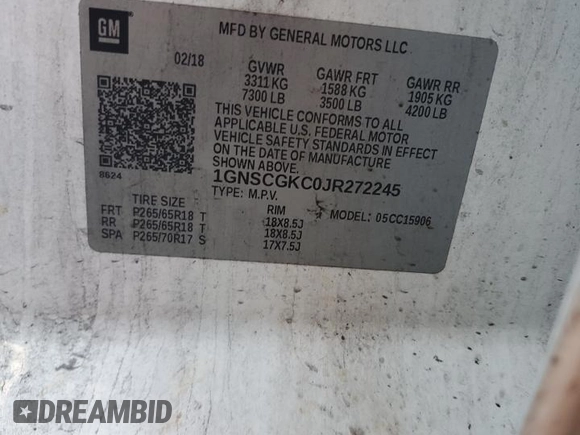 GM
MFD BY GENERAL MOTORS LLC
02/18 GVWR GAWR FRT GAWR RR
3311 KG 1588 KG 1905 KG
7300 LB 3500 LB 4200 LB
THIS VEHICLE CONFORMS TO ALL
APPLICABLE U.S. FEDERAL MOTOR
VEHICLE SAFETY STANDARDS IN EFFECT
ON THE DATE OF MANUFACTURE
SHOWN ABOVE.
8624
1GNSCGKC0JR272245
TYPE: M.P.V. MODEL: 05CC15906
TIRE SIZE RIM
FRT P265/65R18 T 18X8.5J
RR P265/65R18 T 18X8.5J
SPA P265/70R17 S 17X7.5J
DREAMBID